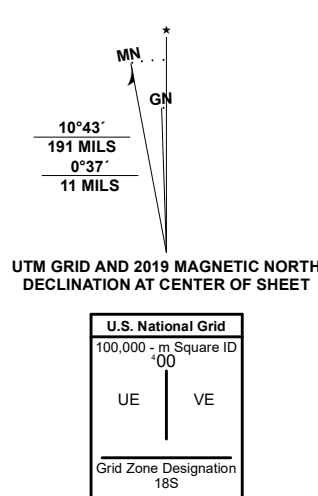 ★
MN
GN
10°43´
191 MILS
0°37´
11 MILS
UTM GRID AND 2019 MAGNETIC NORTH
DECLINATION AT CENTER OF SHEET
U.S. National Grid
100,000 - m Square ID
⁴00
UE VE
Grid Zone Designation
18S